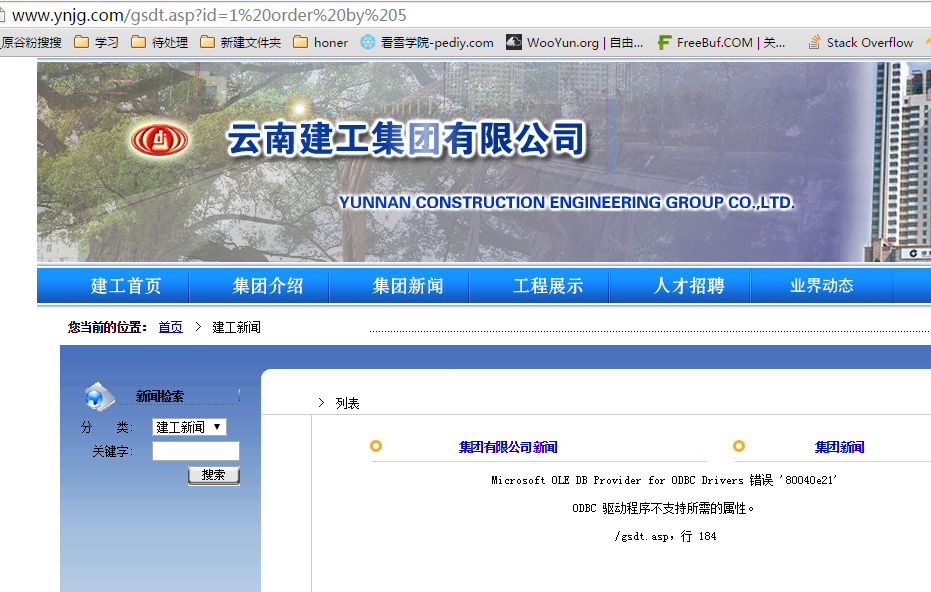 www.ynjg.com/gsdt.asp?id=1%20order%20by%205
原谷粉搜搜 学习 待处理 新建文件夹 honer 看雪学院-pediy.com WooYun.org | 自由... FreeBuf.COM | 关... Stack Overflow
云南建工集团有限公司
YUNNAN CONSTRUCTION ENGINEERING GROUP CO.,LTD.
建工首页 集团介绍 集团新闻 工程展示 人才招聘 业界动态
您当前的位置： 首页 > 建工新闻
新闻检索
分 类: 建工新闻
关键字:
搜索
> 列表
集团有限公司新闻 集团新闻
Microsoft OLE DB Provider for ODBC Drivers 错误 '80040e21'
ODBC 驱动程序不支持所需的属性。
/gsdt.asp，行 184